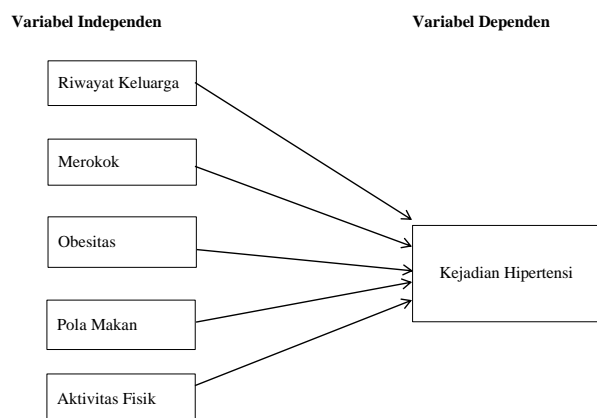 Variabel Independen
Variabel Dependen
Riwayat Keluarga
Merokok
Obesitas
Kejadian Hipertensi
Pola Makan
Aktivitas Fisik